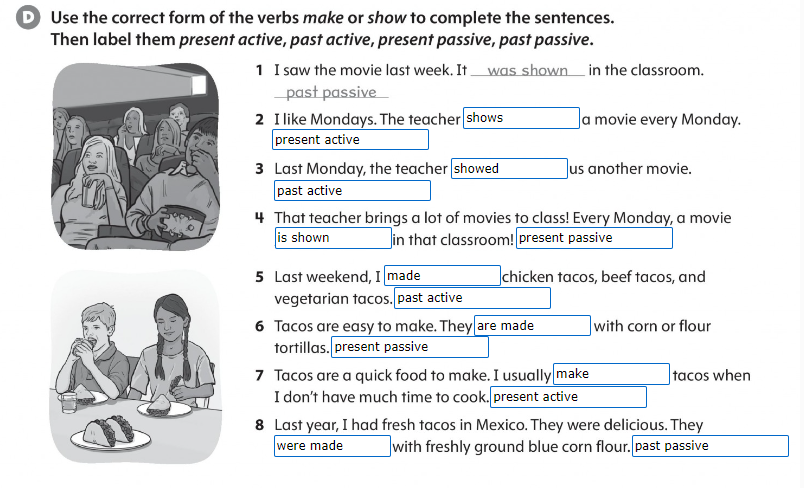 D Use the correct form of the verbs make or show to complete the sentences.
Then label them present active, past active, present passive, past passive.
1 I saw the movie last week. It was shown in the classroom.
past passive
2 I like Mondays. The teacher shows a movie every Monday.
present active
3 Last Monday, the teacher showed us another movie.
past active
4 That teacher brings a lot of movies to class! Every Monday, a movie
is shown in that classroom! present passive
5 Last weekend, I made chicken tacos, beef tacos, and
vegetarian tacos. past active
6 Tacos are easy to make. They are made with corn or flour
tortillas. present passive
7 Tacos are a quick food to make. I usually make tacos when
I don't have much time to cook. present active
8 Last year, I had fresh tacos in Mexico. They were delicious. They
were made with freshly ground blue corn flour. past passive